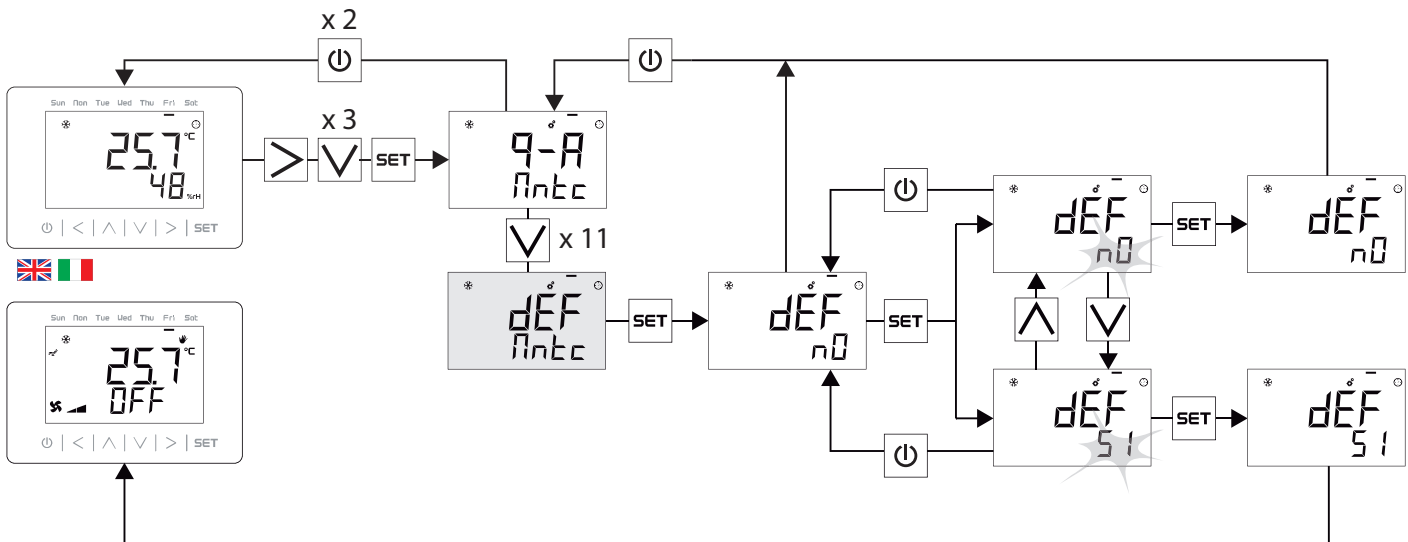 x 2
Sun Mon Tue Wed Thu Fri Sat
25.7 °C
48 %rH
SET
x 3
SET
q-A
Mntc
x 11
dEF
Mntc
SET
dEF
n0
SET
dEF
n0
SET
dEF
n0
dEF
S1
SET
dEF
S1
Sun Mon Tue Wed Thu Fri Sat
25.7 °C
OFF
SET